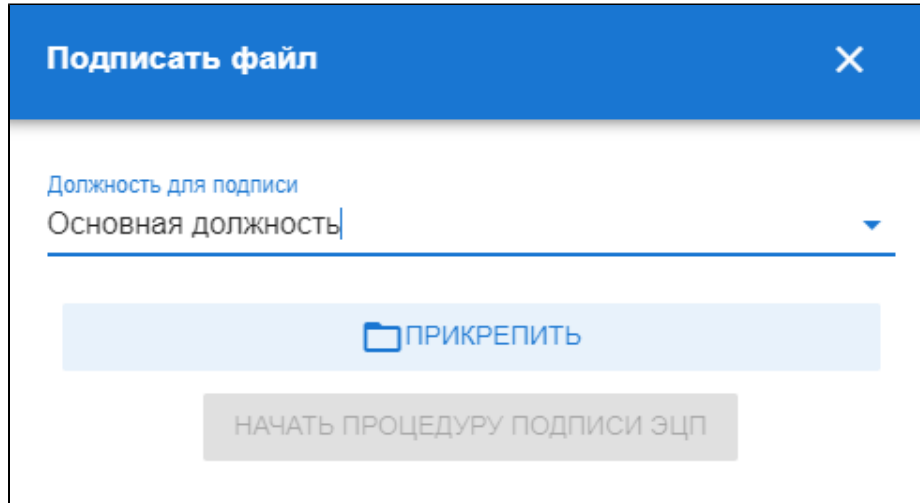 Подписать файл
Должность для подписи
Основная должность
ПРИКРЕПИТЬ
НАЧАТЬ ПРОЦЕДУРУ ПОДПИСИ ЭЦП